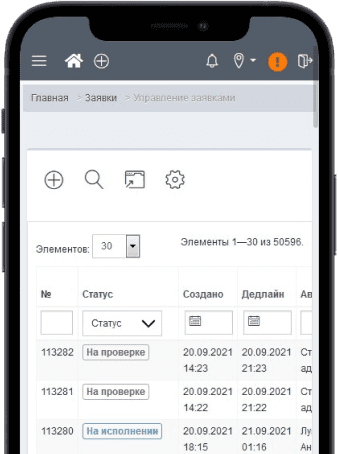 Главная > Заявки > Управление заявками
Элементов: 30
Элементы 1—30 из 50596.
№ Статус Создано Дедлайн Ав
Статус
113282 На проверке 20.09.2021 20.09.2021 Ст
14:23 21:23 ад
113281 На проверке 20.09.2021 20.09.2021 Ст
14:22 21:22 ад
113280 На исполнении 20.09.2021 21.09.2021 Лу
18:15 01:16 Ан